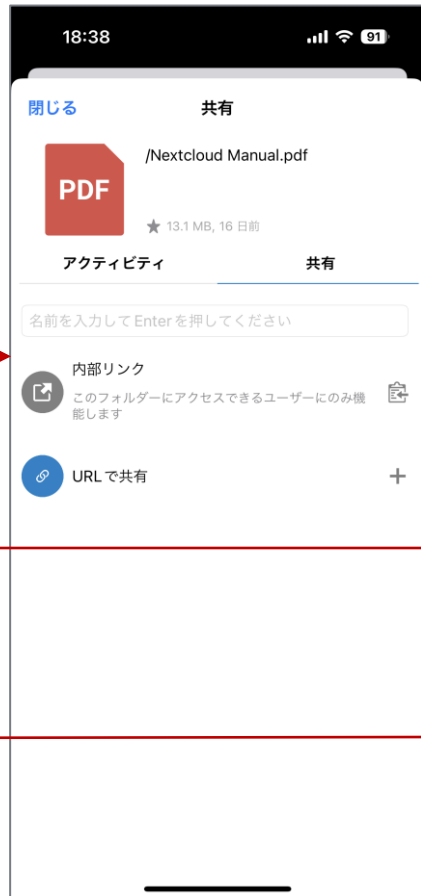 18:38
91
閉じる
共有
/Nextcloud Manual.pdf
PDF
13.1 MB, 16 日前
アクティビティ
共有
名前を入力して Enter を押してください
内部リンク
このフォルダーにアクセスできるユーザーにのみ機
能します
URL で共有